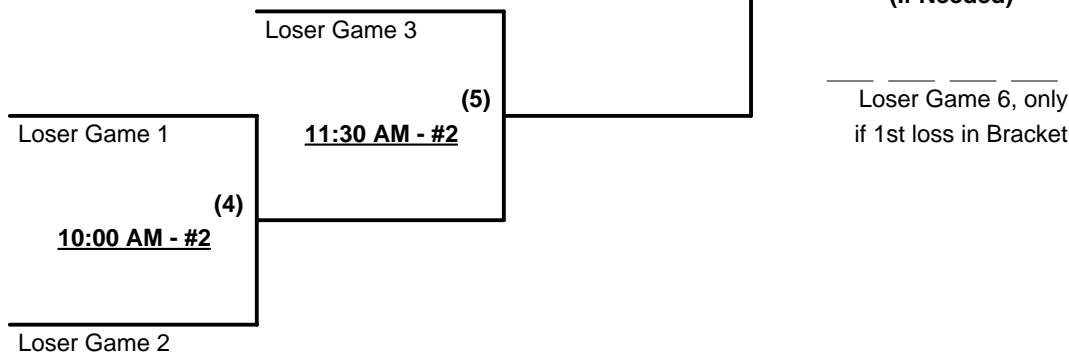 (If Needed)
Loser Game 3
Loser Game 6, only
if 1st loss in Bracket
(5)
11:30 AM - #2
Loser Game 1
(4)
10:00 AM - #2
Loser Game 2